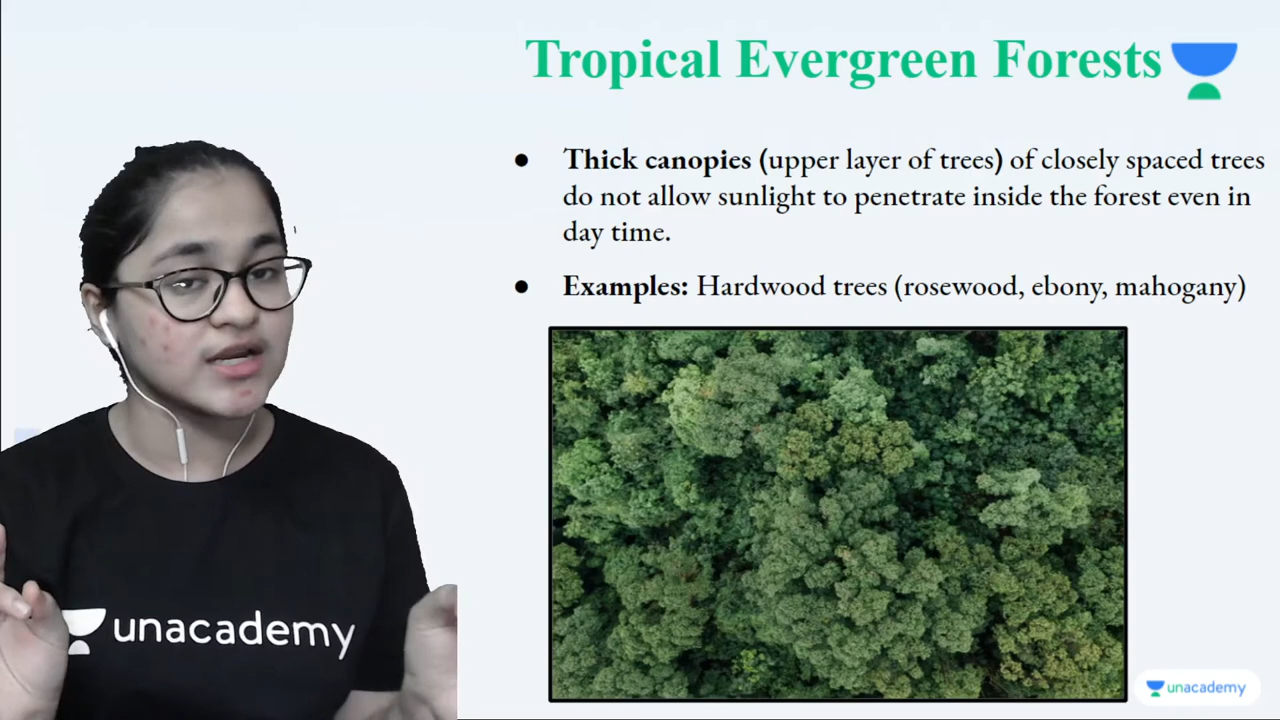 Tropical Evergreen Forests
● Thick canopies (upper layer of trees) of closely spaced trees
do not allow sunlight to penetrate inside the forest even in
day time.
● Examples: Hardwood trees (rosewood, ebony, mahogany)
unacademy
unacademy